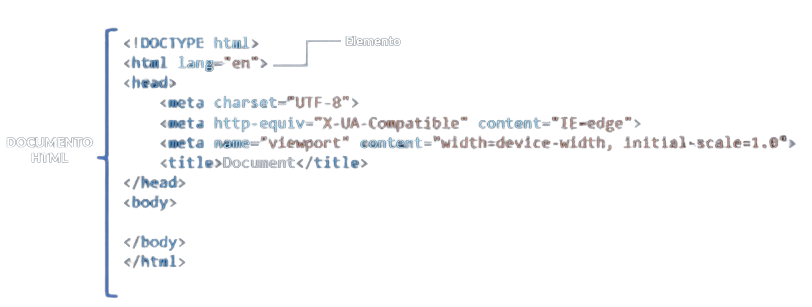 <!DOCTYPE html>
Elemento
<html lang="en">
<head>
<meta charset="UTF-8">
<meta http-equiv="X-UA-Compatible" content="IE=edge">
<meta name="viewport" content="width=device-width, initial-scale=1.0">
<title>Document</title>
</head>
<body>
</body>
</html>
DOCUMENTO
HTML